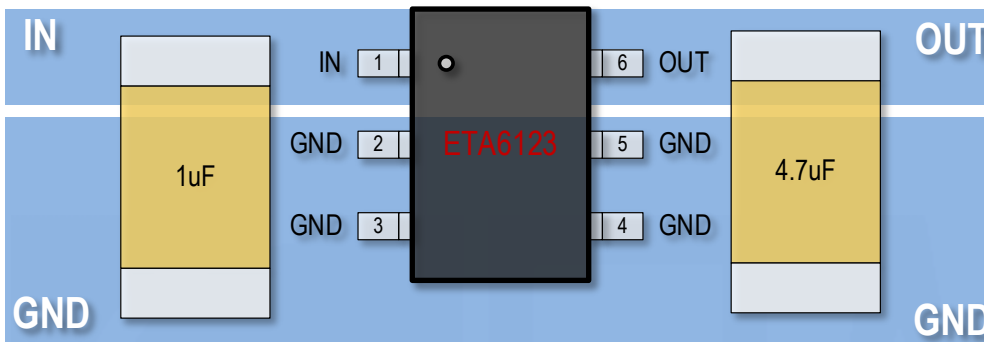 IN
OUT
IN 1
6 OUT
GND 2
ETA6123
5 GND
1uF
4.7uF
GND 3
4 GND
GND
GND